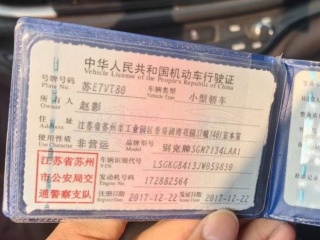 中华人民共和国机动车行驶证
Vehicle License of the People's Republic of China
号牌号码 苏E7VT80 车辆类型 小型轿车
Plate No. Vehicle Type
所有人 赵影
Owner
住址 江苏省苏州市工业园区
Address
使用性质 非营运 品牌型号 别克牌SGM7134LAA1
Use Character
江苏省苏州
市公安局交
通警察支队
车辆识别代号 LSGKG8413JW059830
VIN
发动机号码 172882564
Engine No.
注册日期 2017-12-22 发证日期 2017-12-22